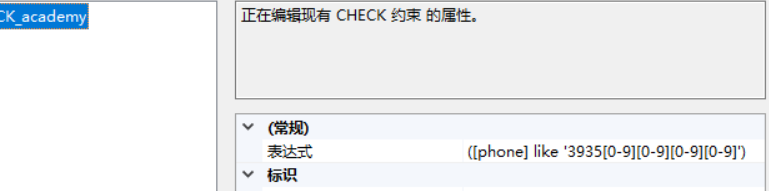 CK_academy
正在编辑现有 CHECK 约束 的属性。
(常规)
表达式 ([phone] like '3935[0-9][0-9][0-9][0-9]')
标识